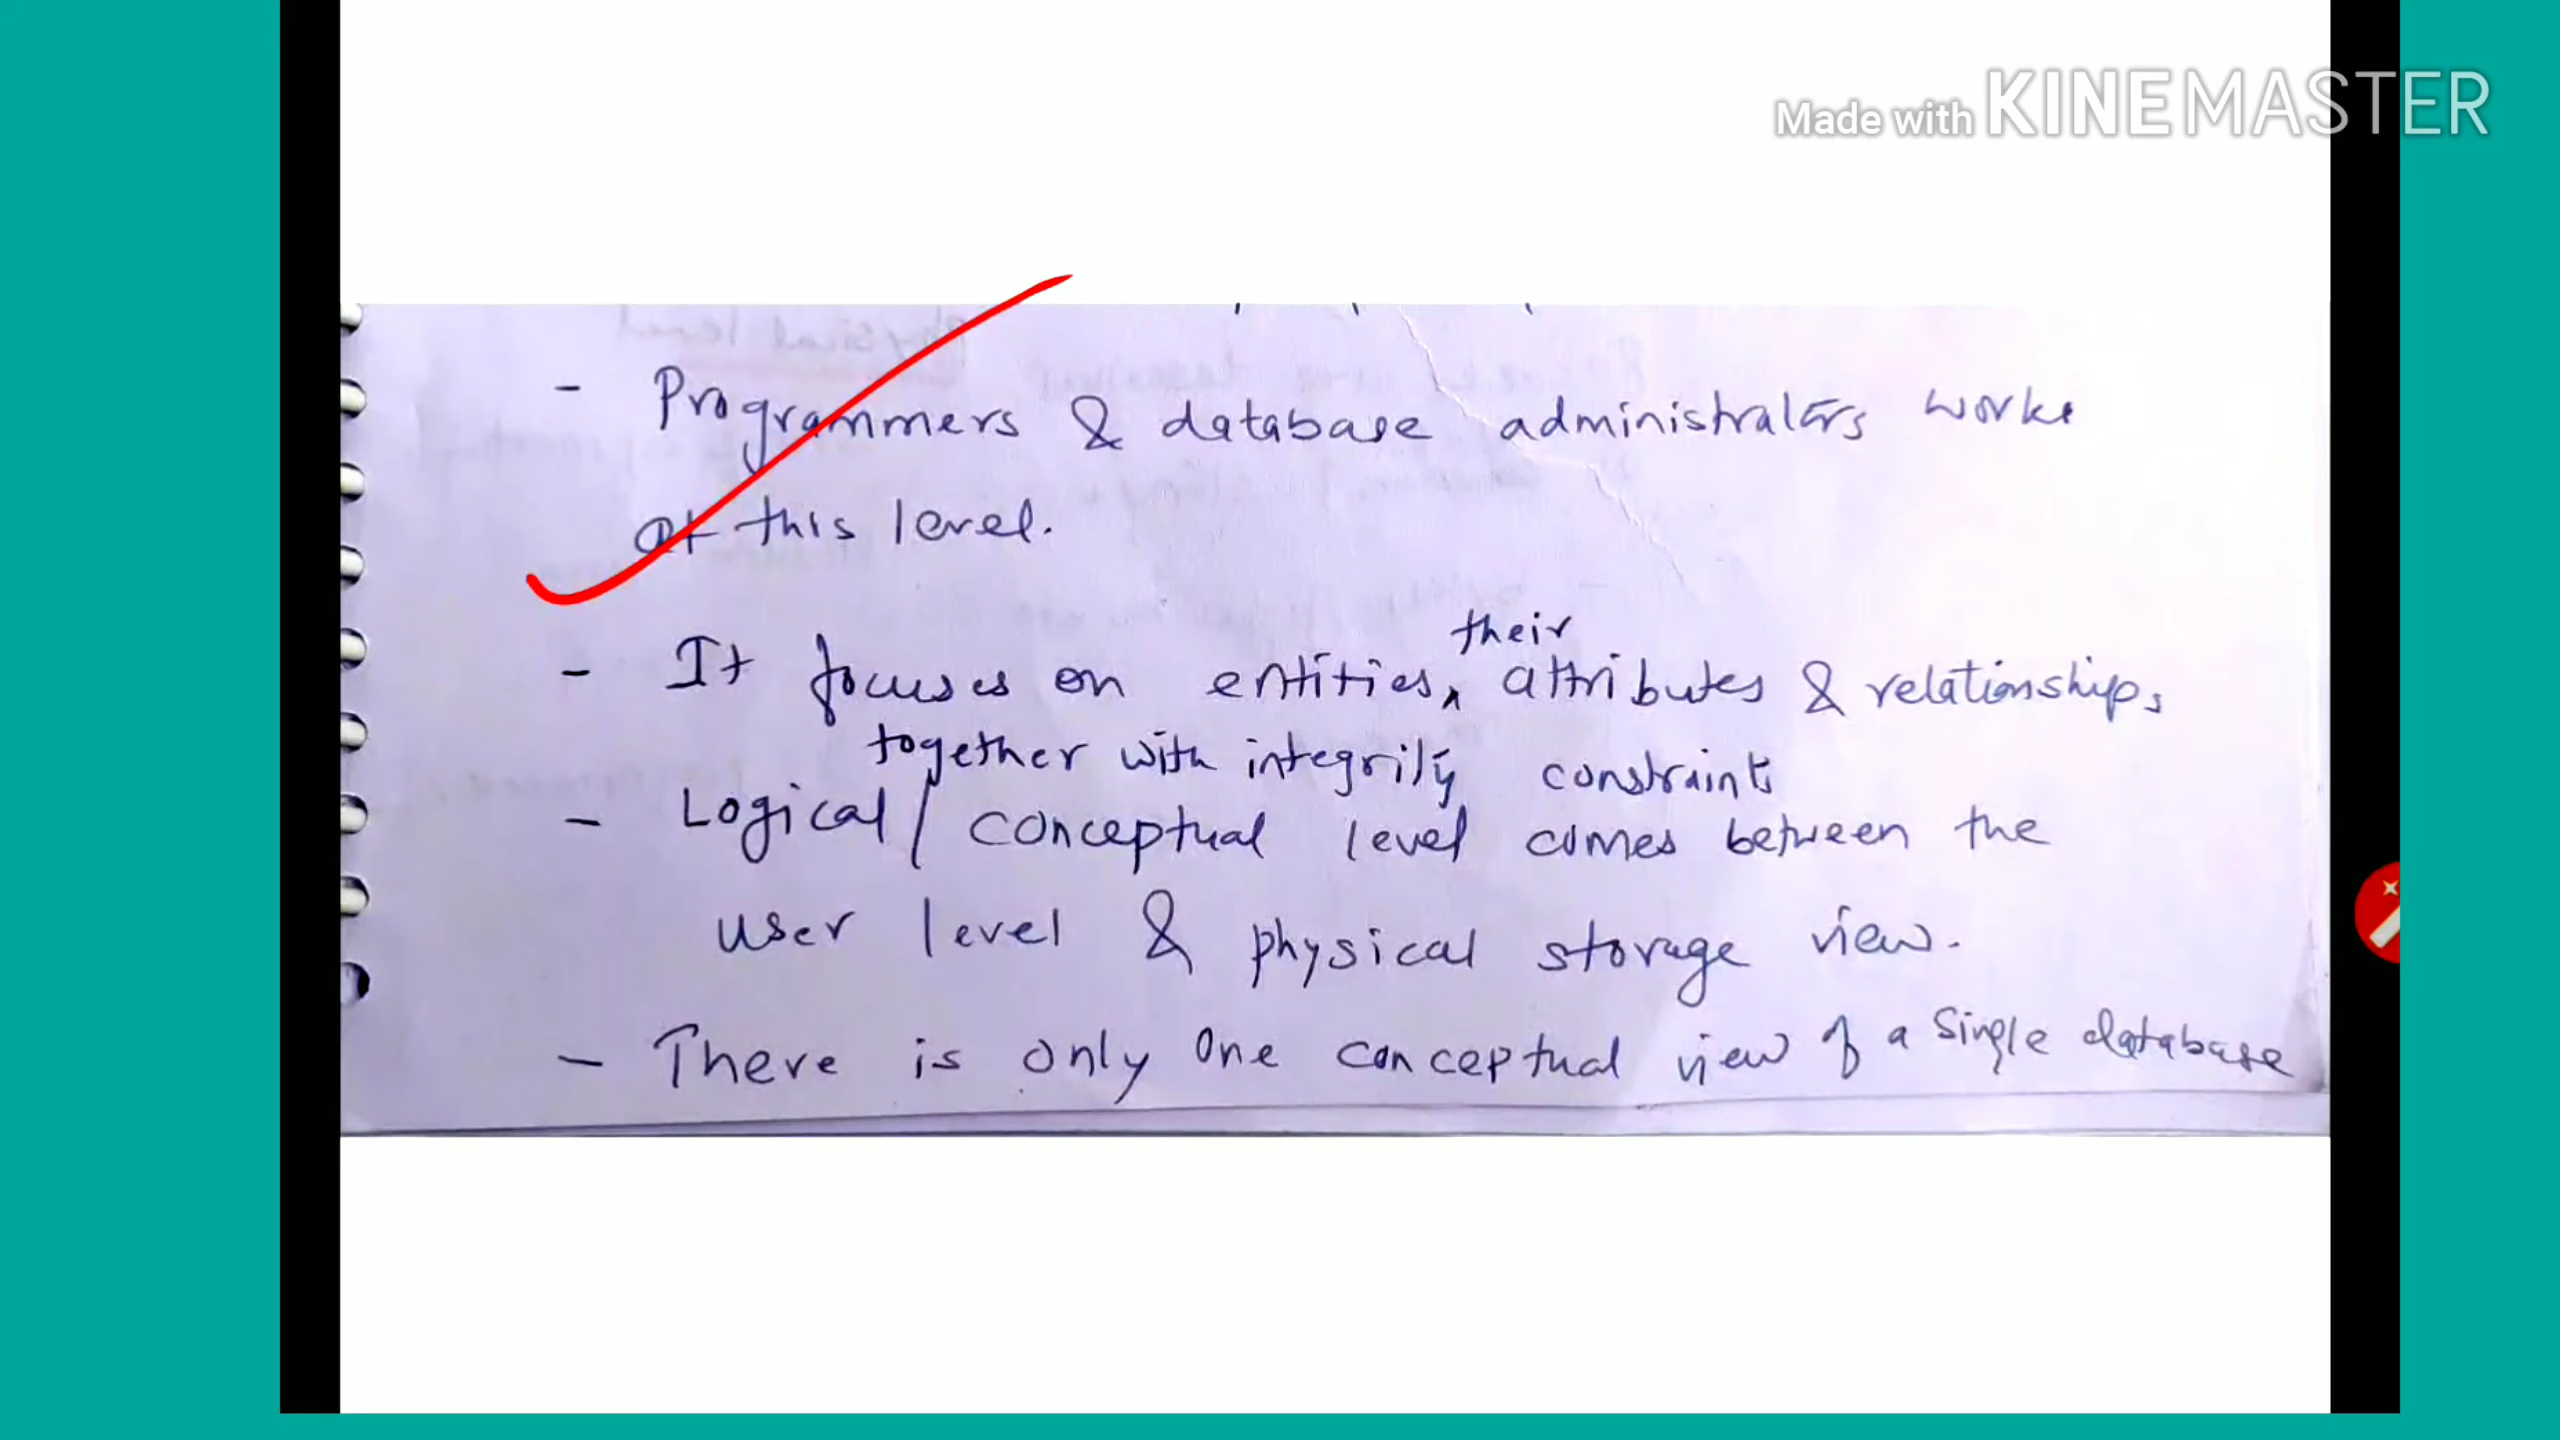 Made with KINEMASTER
- Programmers & database administrators works
at this level.
- It focuses on entities, their attributes & relationships,
together with integrity constraints
- Logical / conceptual level comes between the
user level & physical storage view.
- There is only one conceptual view of a single database